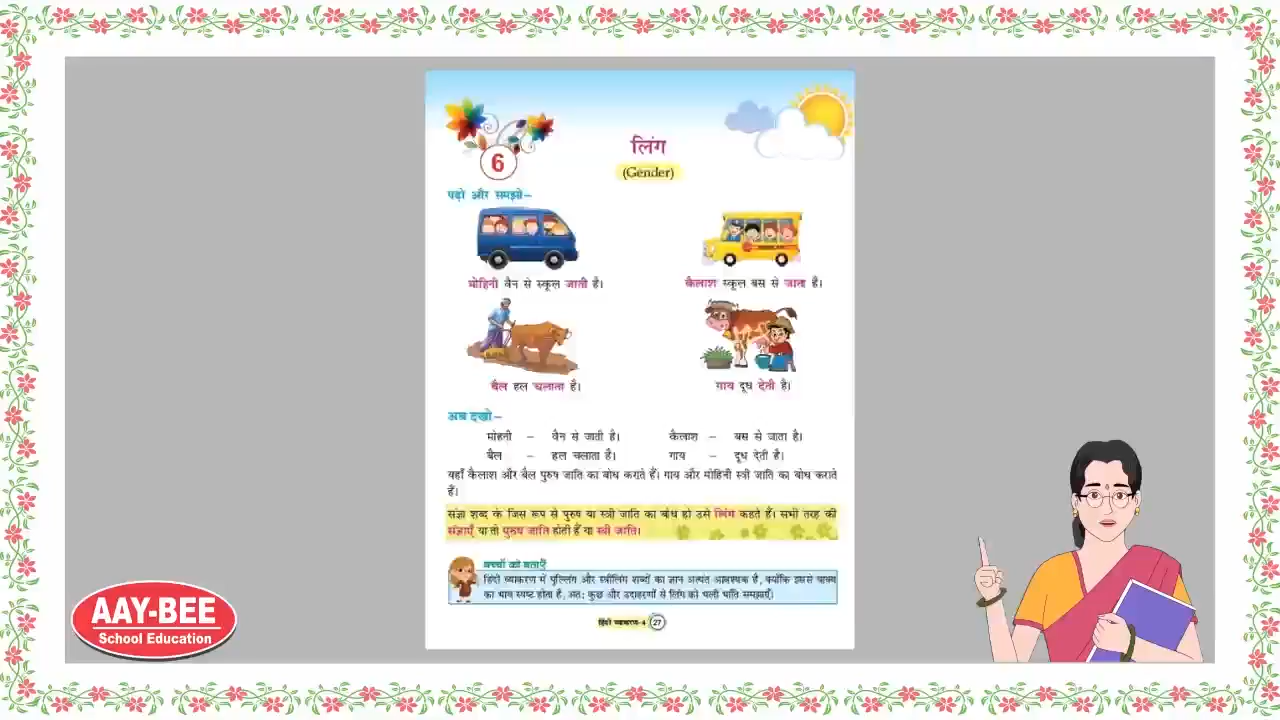 6
लिंग
(Gender)
पढ़ो और समझो–
मोहिनी वैन से स्कूल जाती है।
कैलाश स्कूल बस से जाता है।
बैल हल चलाता है।
गाय दूध देती है।
अब देखो–
मोहनी – वैन से जाती है। कैलाश – बस से जाता है।
बैल – हल चलाता है। गाय – दूध देती है।
यहाँ कैलाश और बैल पुरुष जाति का बोध कराते हैं। गाय और मोहिनी स्त्री जाति का बोध कराते
हैं।
संज्ञा शब्द के जिस रूप से पुरुष या स्त्री जाति का बोध हो उसे लिंग कहते हैं। सभी तरह की
संज्ञाएँ या तो पुरुष जाति होती हैं या स्त्री जाति।
बच्चों को बताएँ
हिंदी व्याकरण में पुल्लिंग और स्त्रीलिंग शब्दों का ज्ञान अत्यंत आवश्यक है, क्योंकि इससे वाक्य
का भाव स्पष्ट होता है, अतः कुछ और उदाहरणों से लिंग को भली भाँति समझाएँ।
हिंदी व्याकरण-4 27
AAY-BEE
School Education